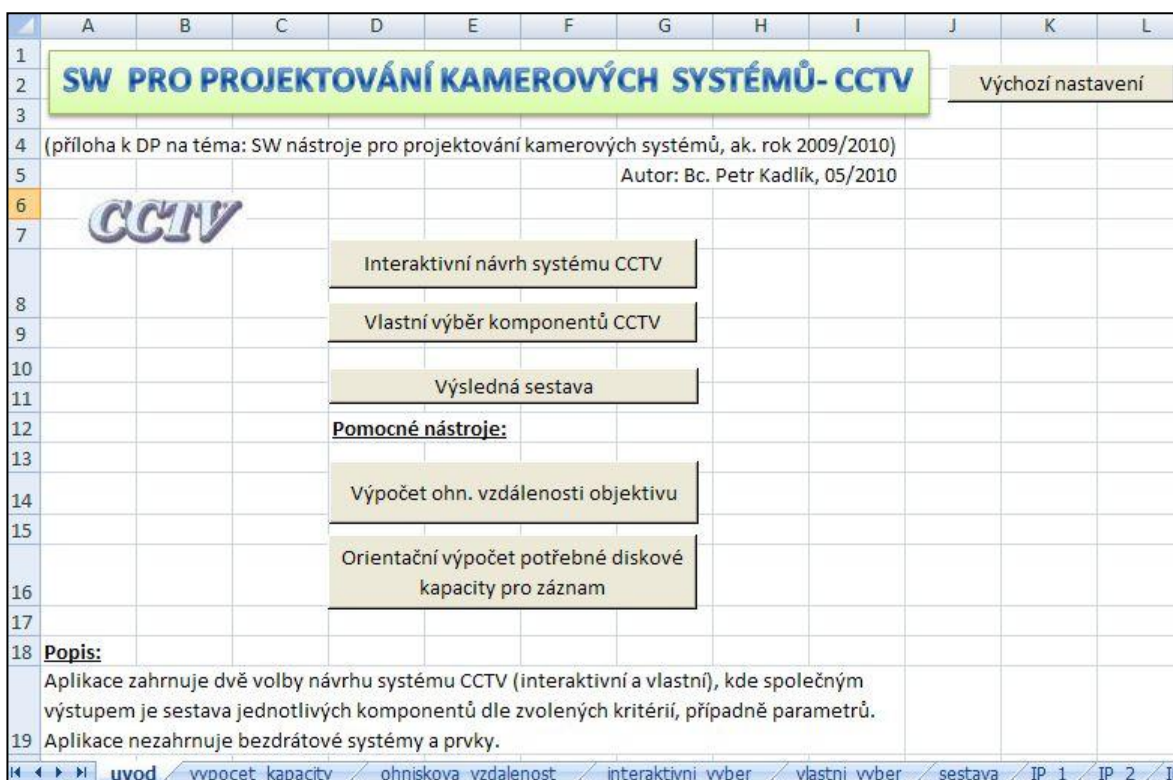 A B C D E F G H I J K L
1
2 SW PRO PROJEKTOVÁNÍ KAMEROVÝCH SYSTÉMŮ- CCTV Výchozí nastavení
3
4 (příloha k DP na téma: SW nástroje pro projektování kamerových systémů, ak. rok 2009/2010)
5 Autor: Bc. Petr Kadlík, 05/2010
6
CCTV
7
Interaktivní návrh systému CCTV
8
9 Vlastní výběr komponentů CCTV
10
Výsledná sestava
11
12 Pomocné nástroje:
13
14 Výpočet ohn. vzdálenosti objektivu
15
Orientační výpočet potřebné diskové
16 kapacity pro záznam
17
18 Popis:
Aplikace zahrnuje dvě volby návrhu systému CCTV (interaktivní a vlastní), kde společným
výstupem je sestava jednotlivých komponentů dle zvolených kritérií, případně parametrů.
19 Aplikace nezahrnuje bezdrátové systémy a prvky.
uvod vypocet_kapacity ohniskova_vzdalenost interaktivni_vyber vlastni_vyber sestava IP_1 IP_2